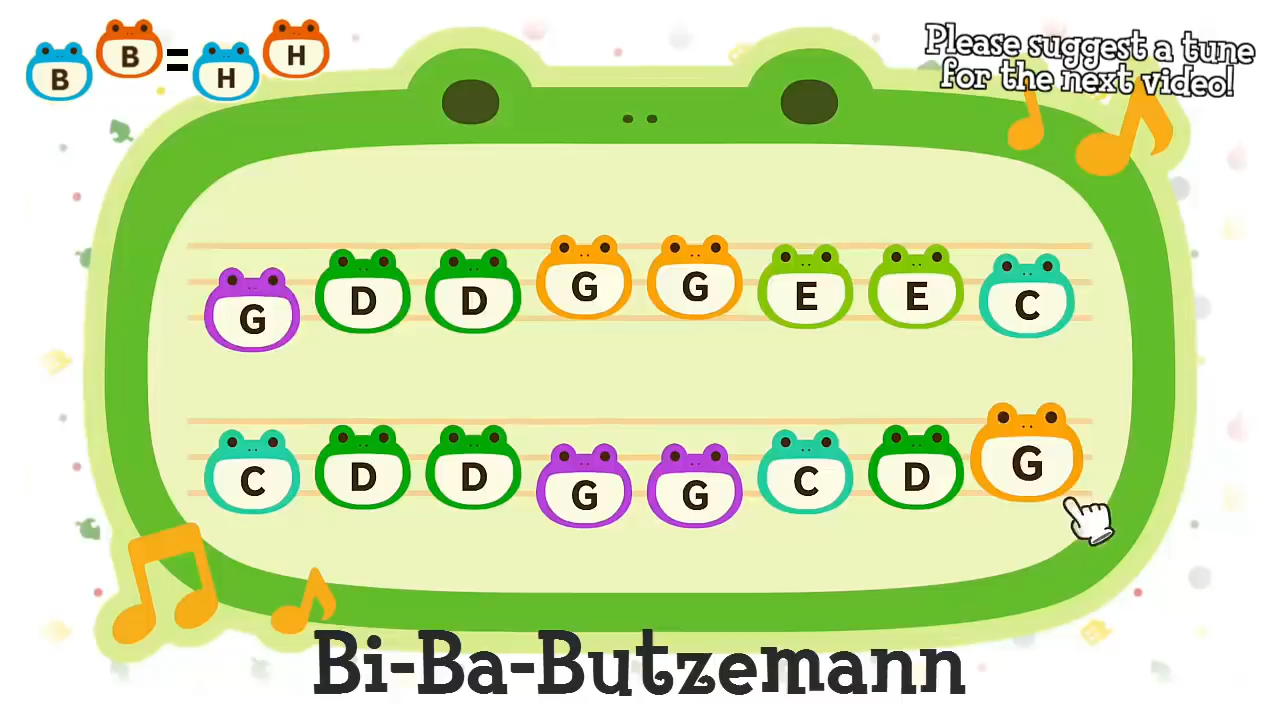 B B = H H
Please suggest a tune
for the next video!
G D D G G E E C
C D D G G C D G
Bi-Ba-Butzemann